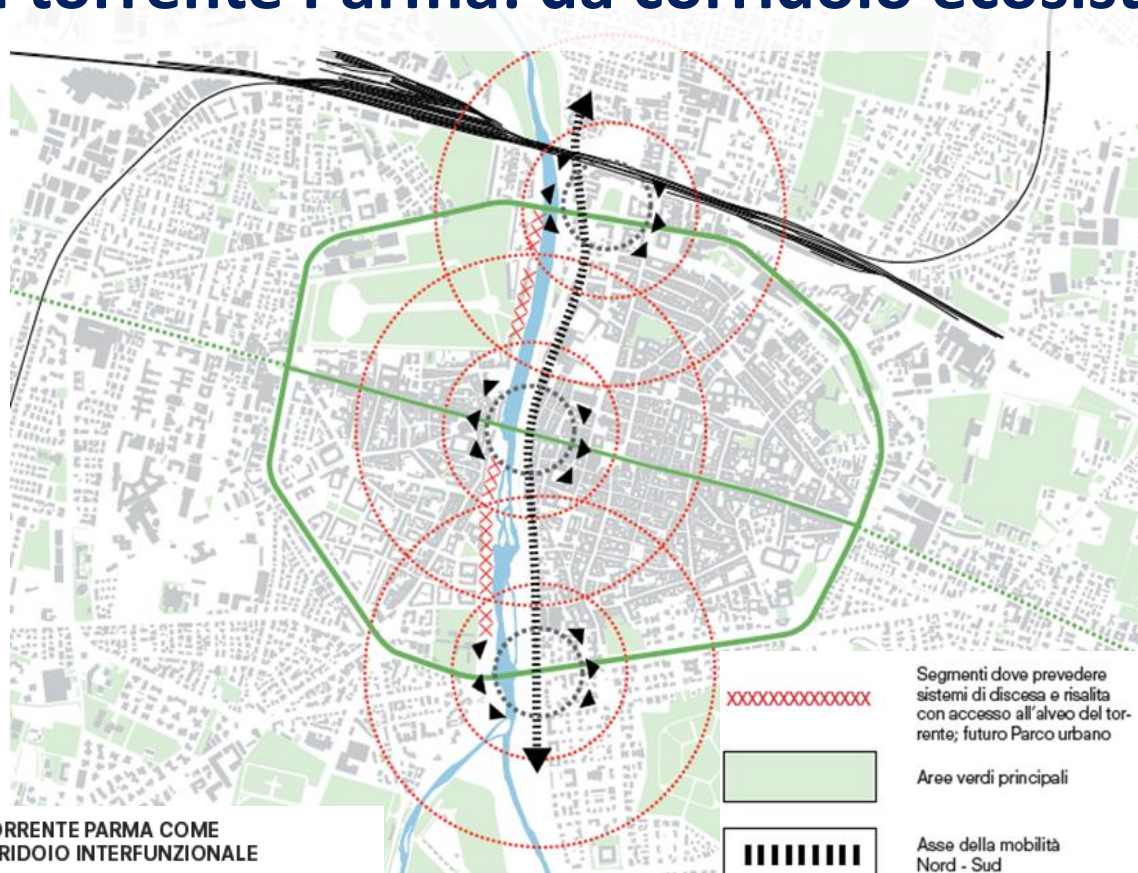 torrente Parma: da corridoio ecosist
Segmenti dove prevedere
sistemi di discesa e risalita
con accesso all'alveo del tor-
rente; futuro Parco urbano
Aree verdi principali
ORRENTE PARMA COME
RIDOIO INTERFUNZIONALE
Asse della mobilità
Nord - Sud